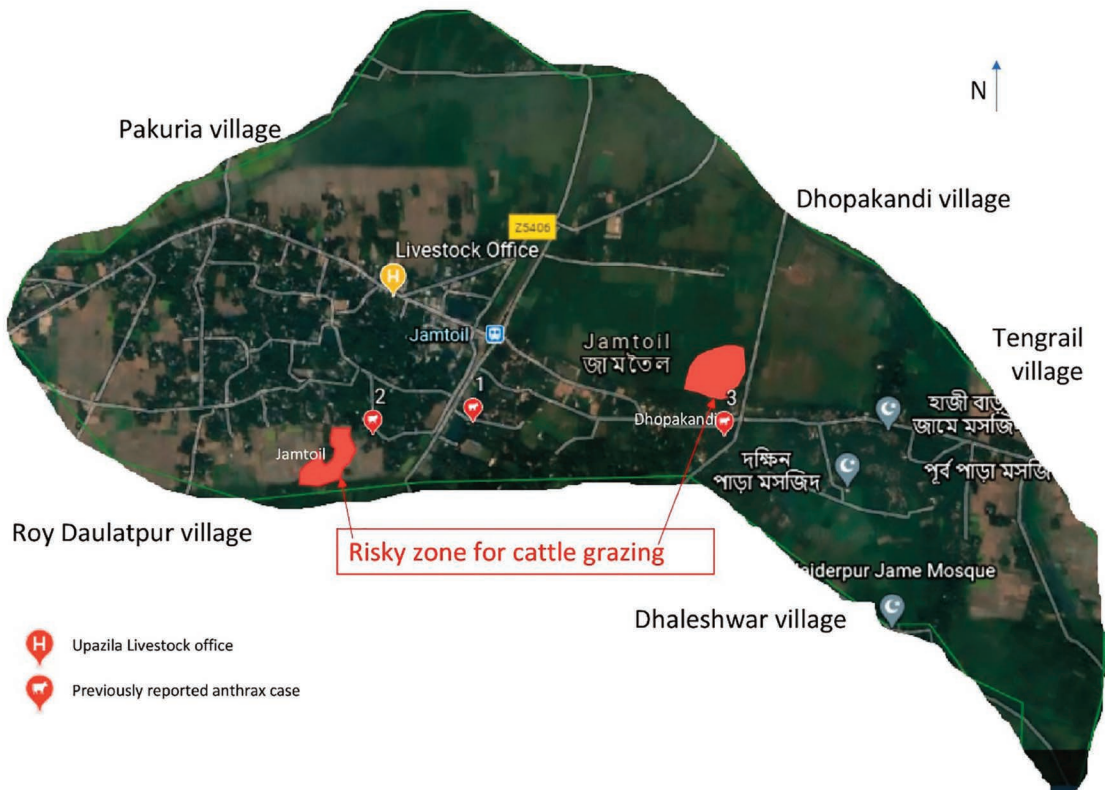 N
Pakuria village
Dhopakandi village
Z5406
Livestock Office
H
Jamtoil
Jamtoil
জামতৈল
Tengrail
village
1
2
3
Dhopakandi
Jamtoil
হাজী
জামে মসজি
দক্ষিন
পাড়া মসজিদ
পূর্ব পাড়া মসজি
Roy Daulatpur village
Risky zone for cattle grazing
aiderpur Jame Mosque
Dhaleshwar village
H
Upazila Livestock office
Previously reported anthrax case